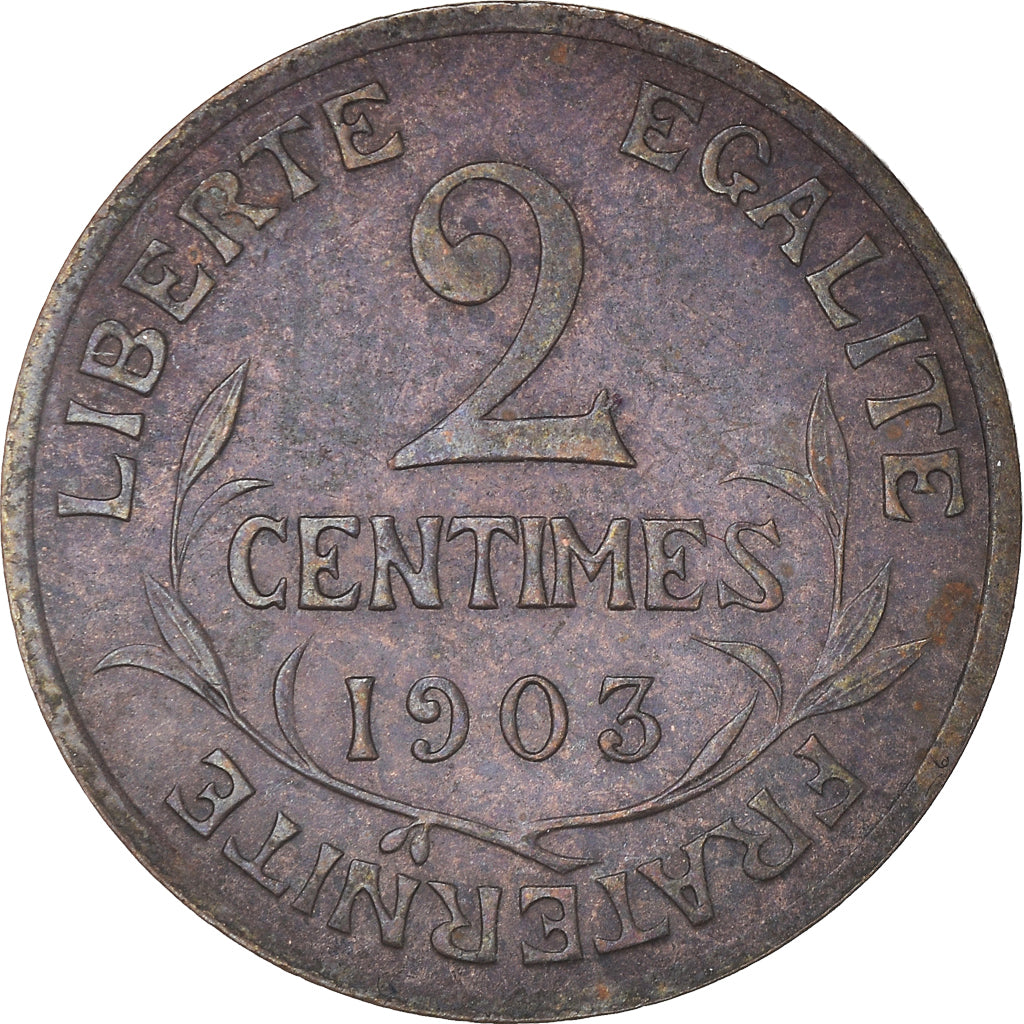 LIBERTE EGALITE FRATERNITE
2
CENTIMES
1903